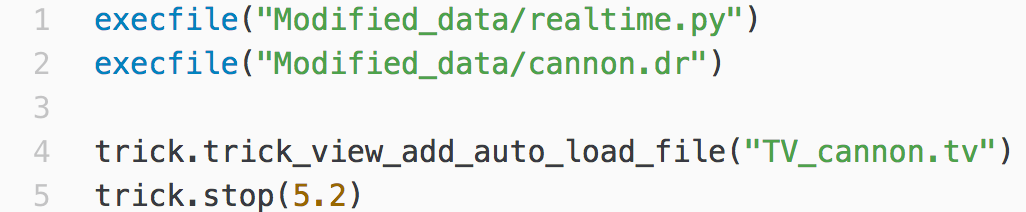 1 execfile("Modified_data/realtime.py")
2 execfile("Modified_data/cannon.dr")
3
4 trick.trick_view_add_auto_load_file("TV_cannon.tv")
5 trick.stop(5.2)